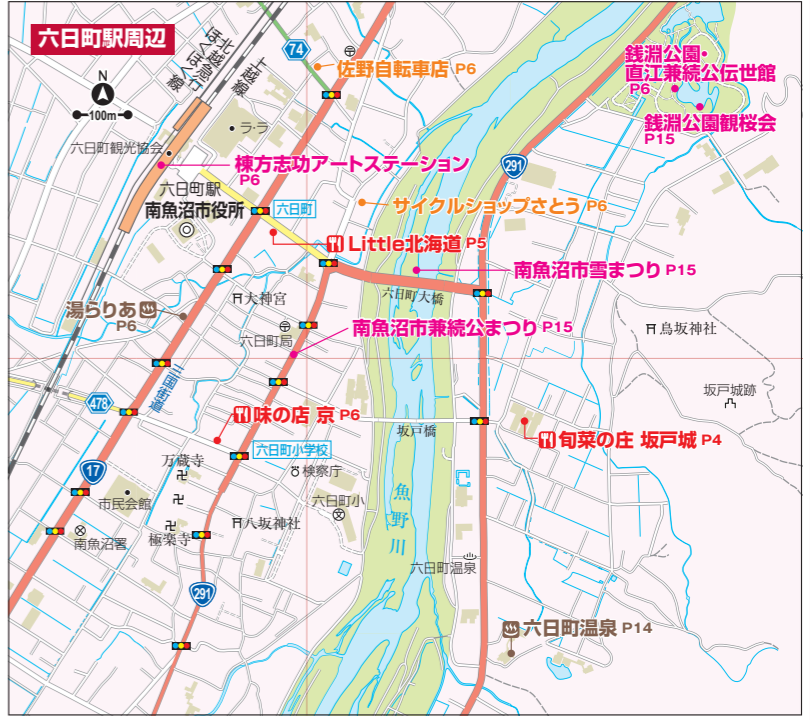 六日町駅周辺
N
100m
北越急行
ほくほく線
上越線
74
佐野自転車店 P6
銭淵公園・
直江兼続公伝世館
P6
銭淵公園観桜会
P15
ラ・ラ
六日町観光協会
棟方志功アートステーション
P6
291
六日町駅
南魚沼市役所
六日町
サイクルショップさとう P6
Little北海道 P5
南魚沼市雪まつり P15
六日町大橋
大神宮
湯らりあ
P6
六日町局
南魚沼市兼続公まつり P15
鳥坂神社
坂戸城跡
三国街道
478
味の店 京 P6
坂戸橋
旬菜の庄 坂戸城 P4
六日町小学校
17
万蔵寺
検察庁
市民会館
六日町小
魚野川
八坂神社
南魚沼署
極楽寺
六日町温泉
291
六日町温泉 P14